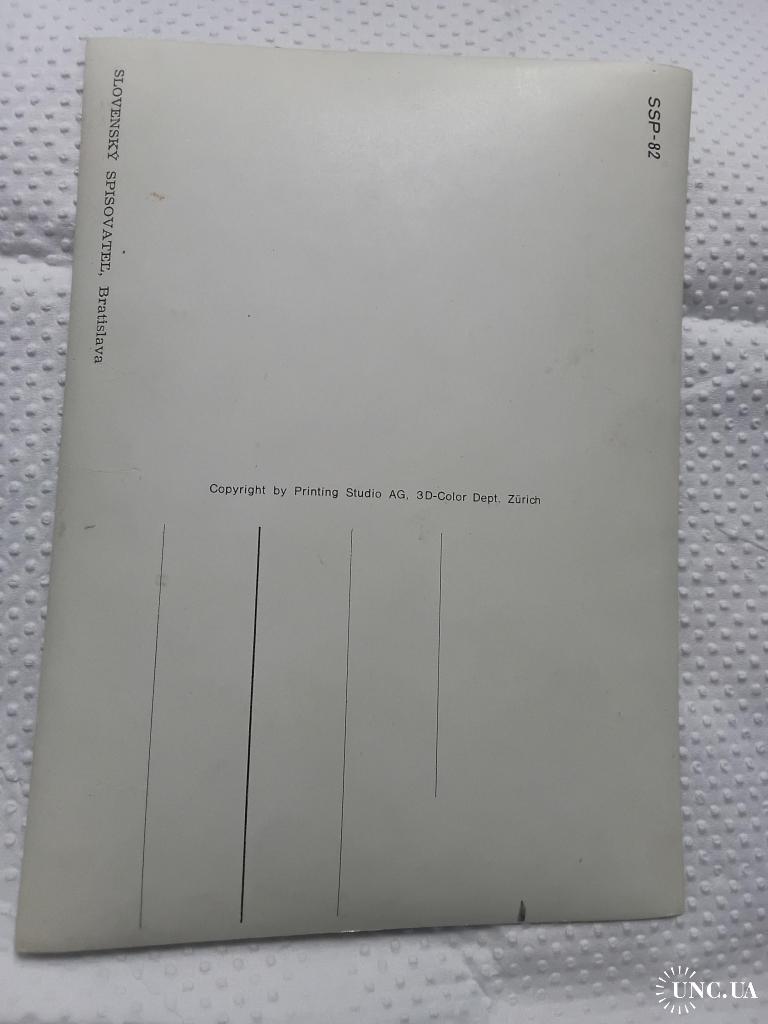 SSP-82
SLOVENSKÝ SPISOVATEĽ, Bratislava
Copyright by Printing Studio AG, 3D-Color Dept. Zürich
UNC.UA